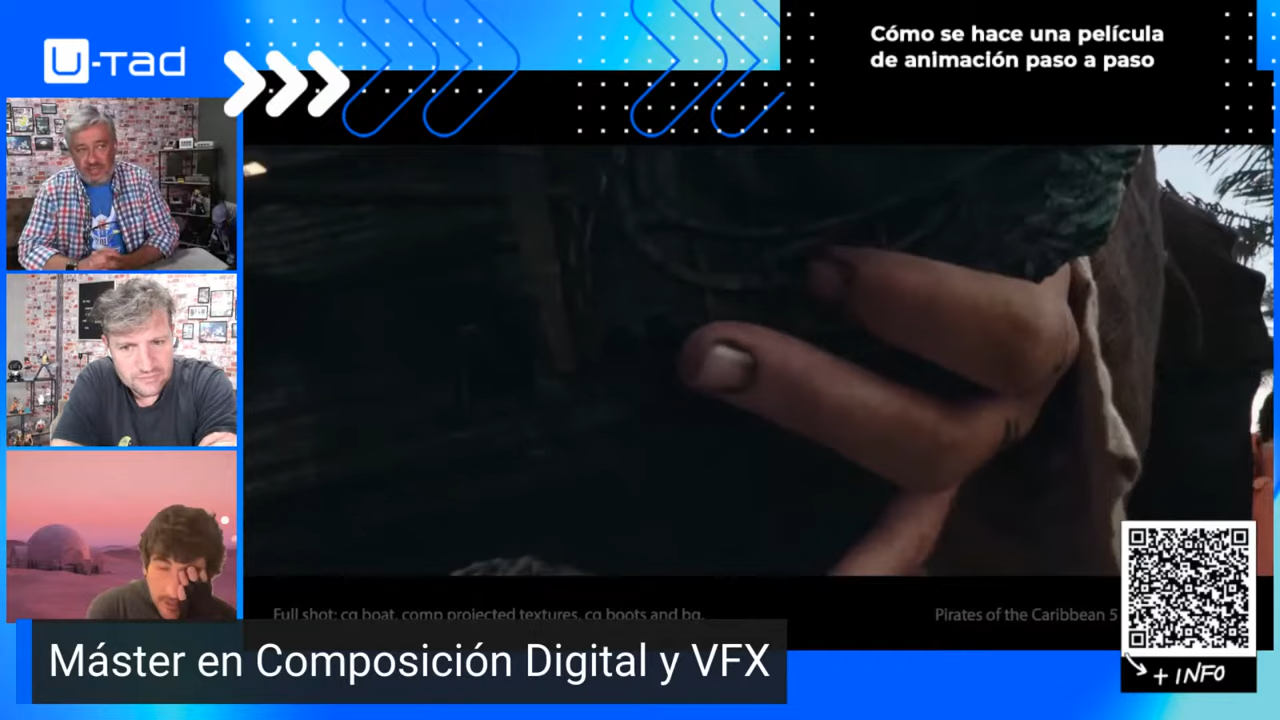 U-TAD
Cómo se hace una película
de animación paso a paso
Full shot: cg boat, comp projected textures, cg boots and bg.
Pirates of the Caribbean 5
Máster en Composición Digital y VFX
+ INFO